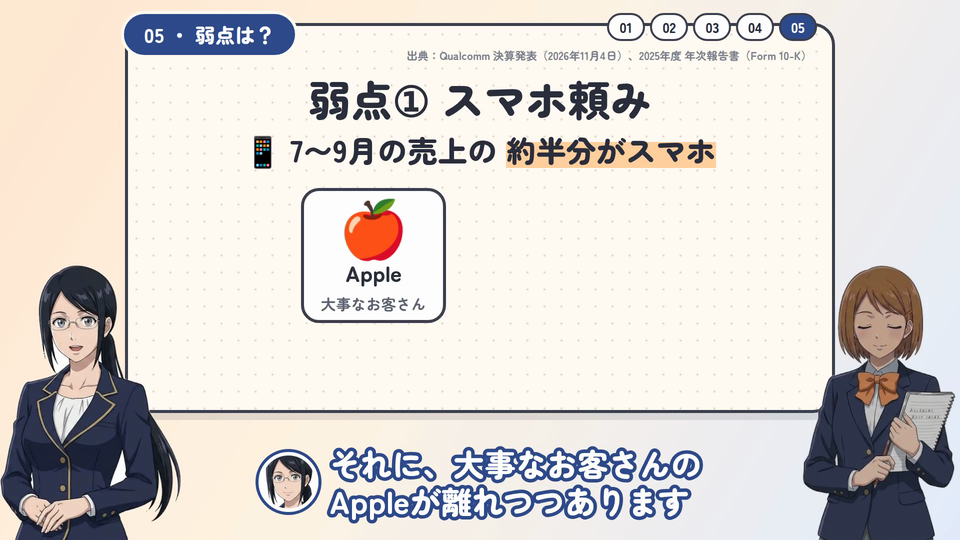 05 ・ 弱点は？
01 02 03 04 05
出典：Qualcomm 決算発表（2026年11月4日）、2025年度 年次報告書（Form 10-K）
弱点① スマホ頼み
7〜9月の売上の 約半分がスマホ
Apple
大事なお客さん
それに、大事なお客さんの
Appleが離れつつあります